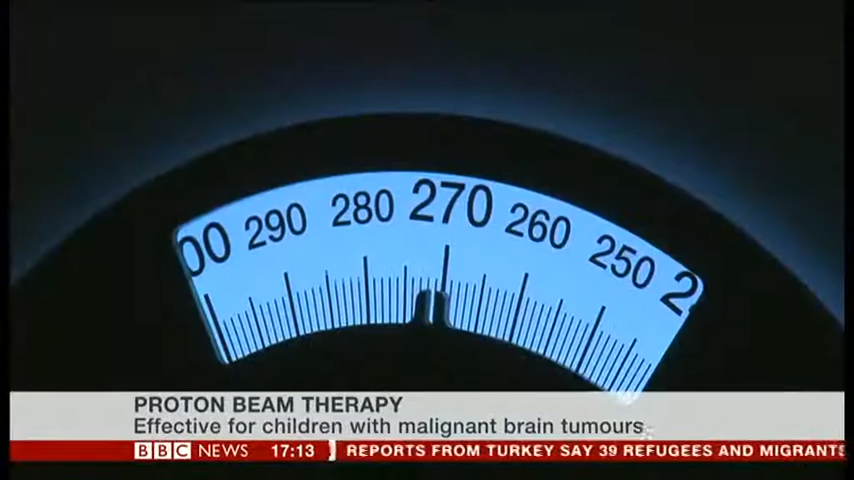 00 290 280 270 260 250 2
PROTON BEAM THERAPY
Effective for children with malignant brain tumours
BBC NEWS 17:13 REPORTS FROM TURKEY SAY 39 REFUGEES AND MIGRANTS